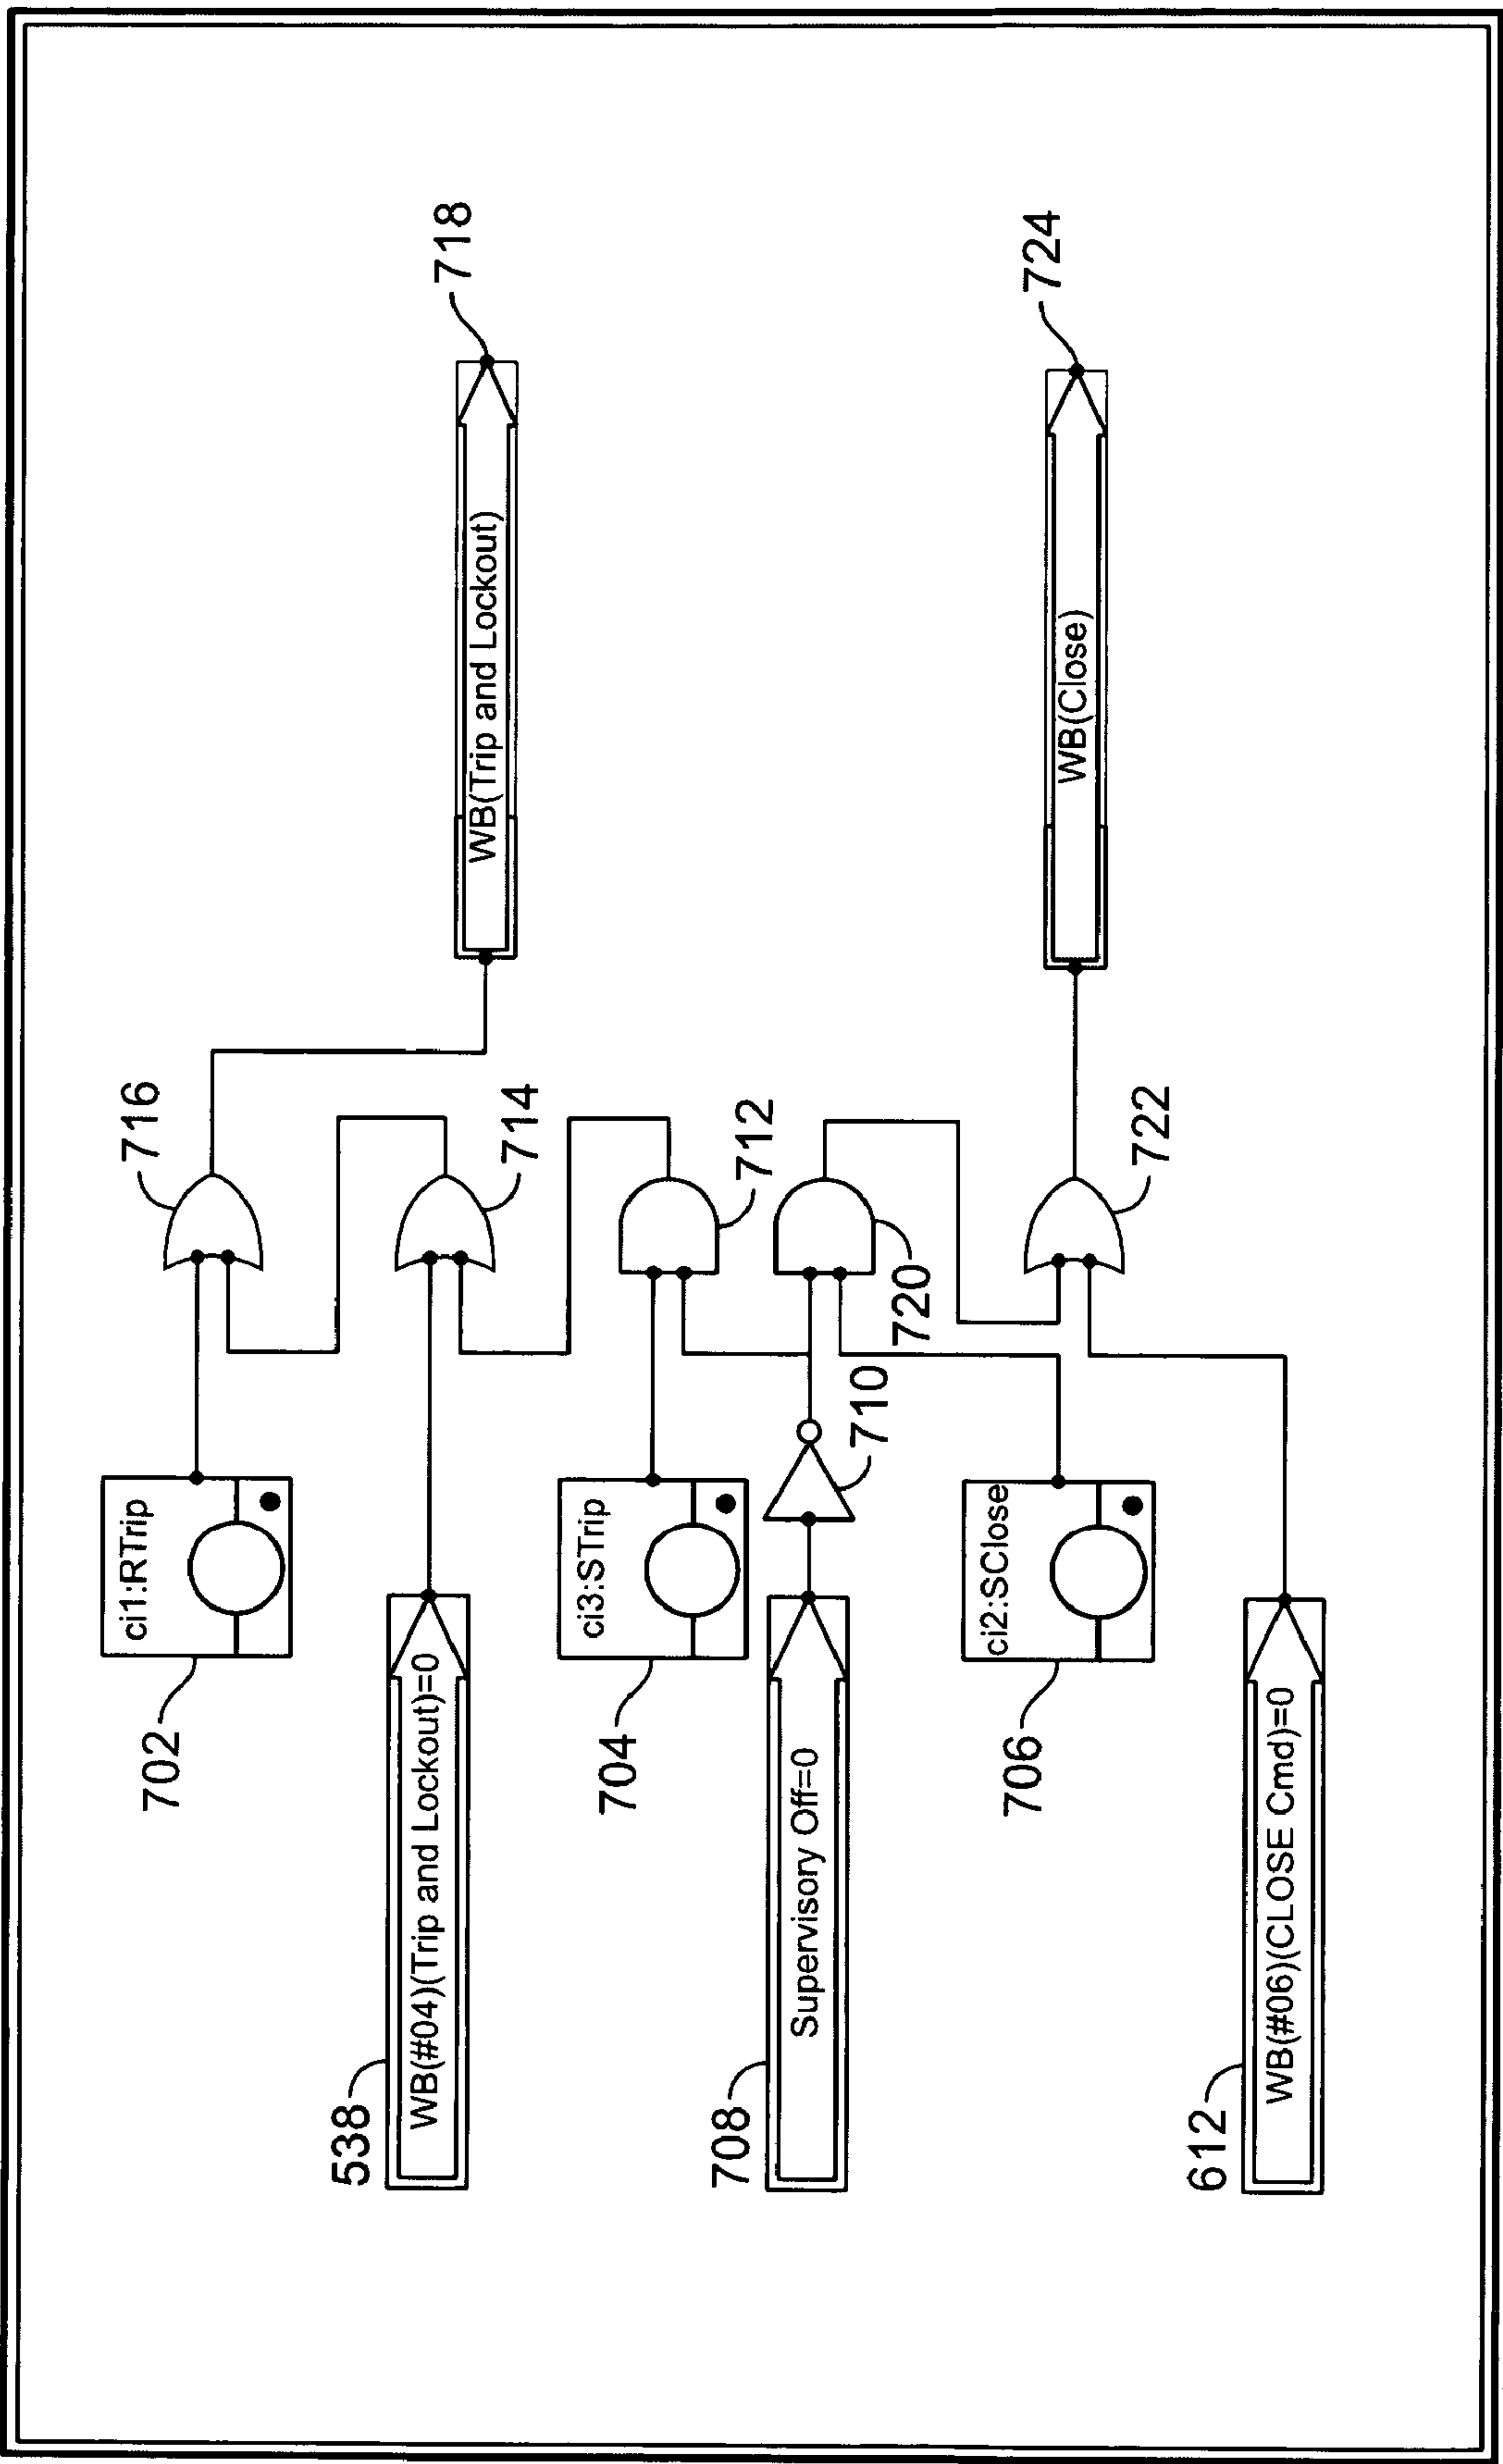 702
ci1:RTrip
716
538
WB(#04)(Trip and Lockout)=0
714
WB(Trip and Lockout)
718
704
ci3:STrip
712
708
Supervisory Off=0
710
720
706
ci2:SClose
722
WB(Close)
724
612
WB(#06)(CLOSE Cmd)=0